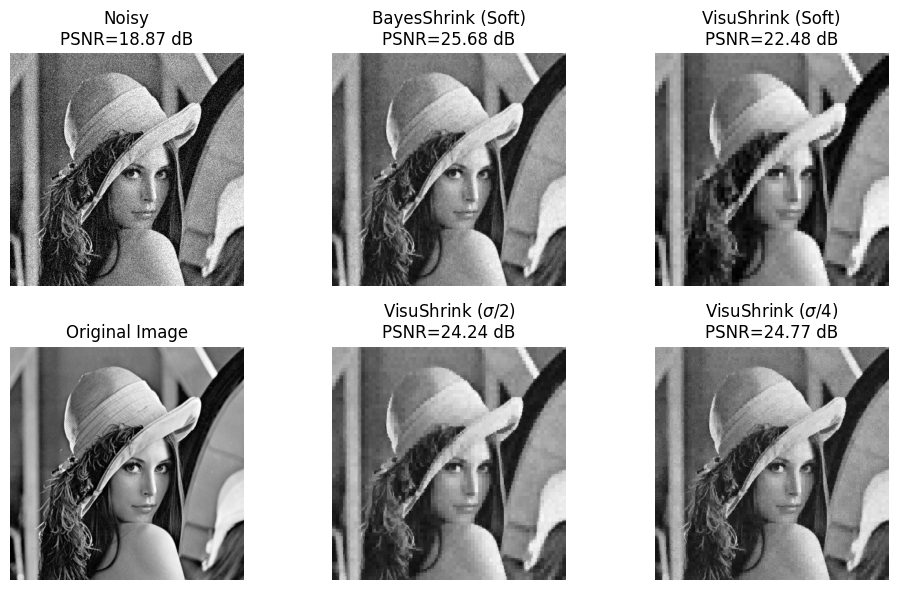 Noisy
PSNR=18.87 dB
BayesShrink (Soft)
PSNR=25.68 dB
VisuShrink (Soft)
PSNR=22.48 dB
Original Image
VisuShrink (σ/2)
PSNR=24.24 dB
VisuShrink (σ/4)
PSNR=24.77 dB